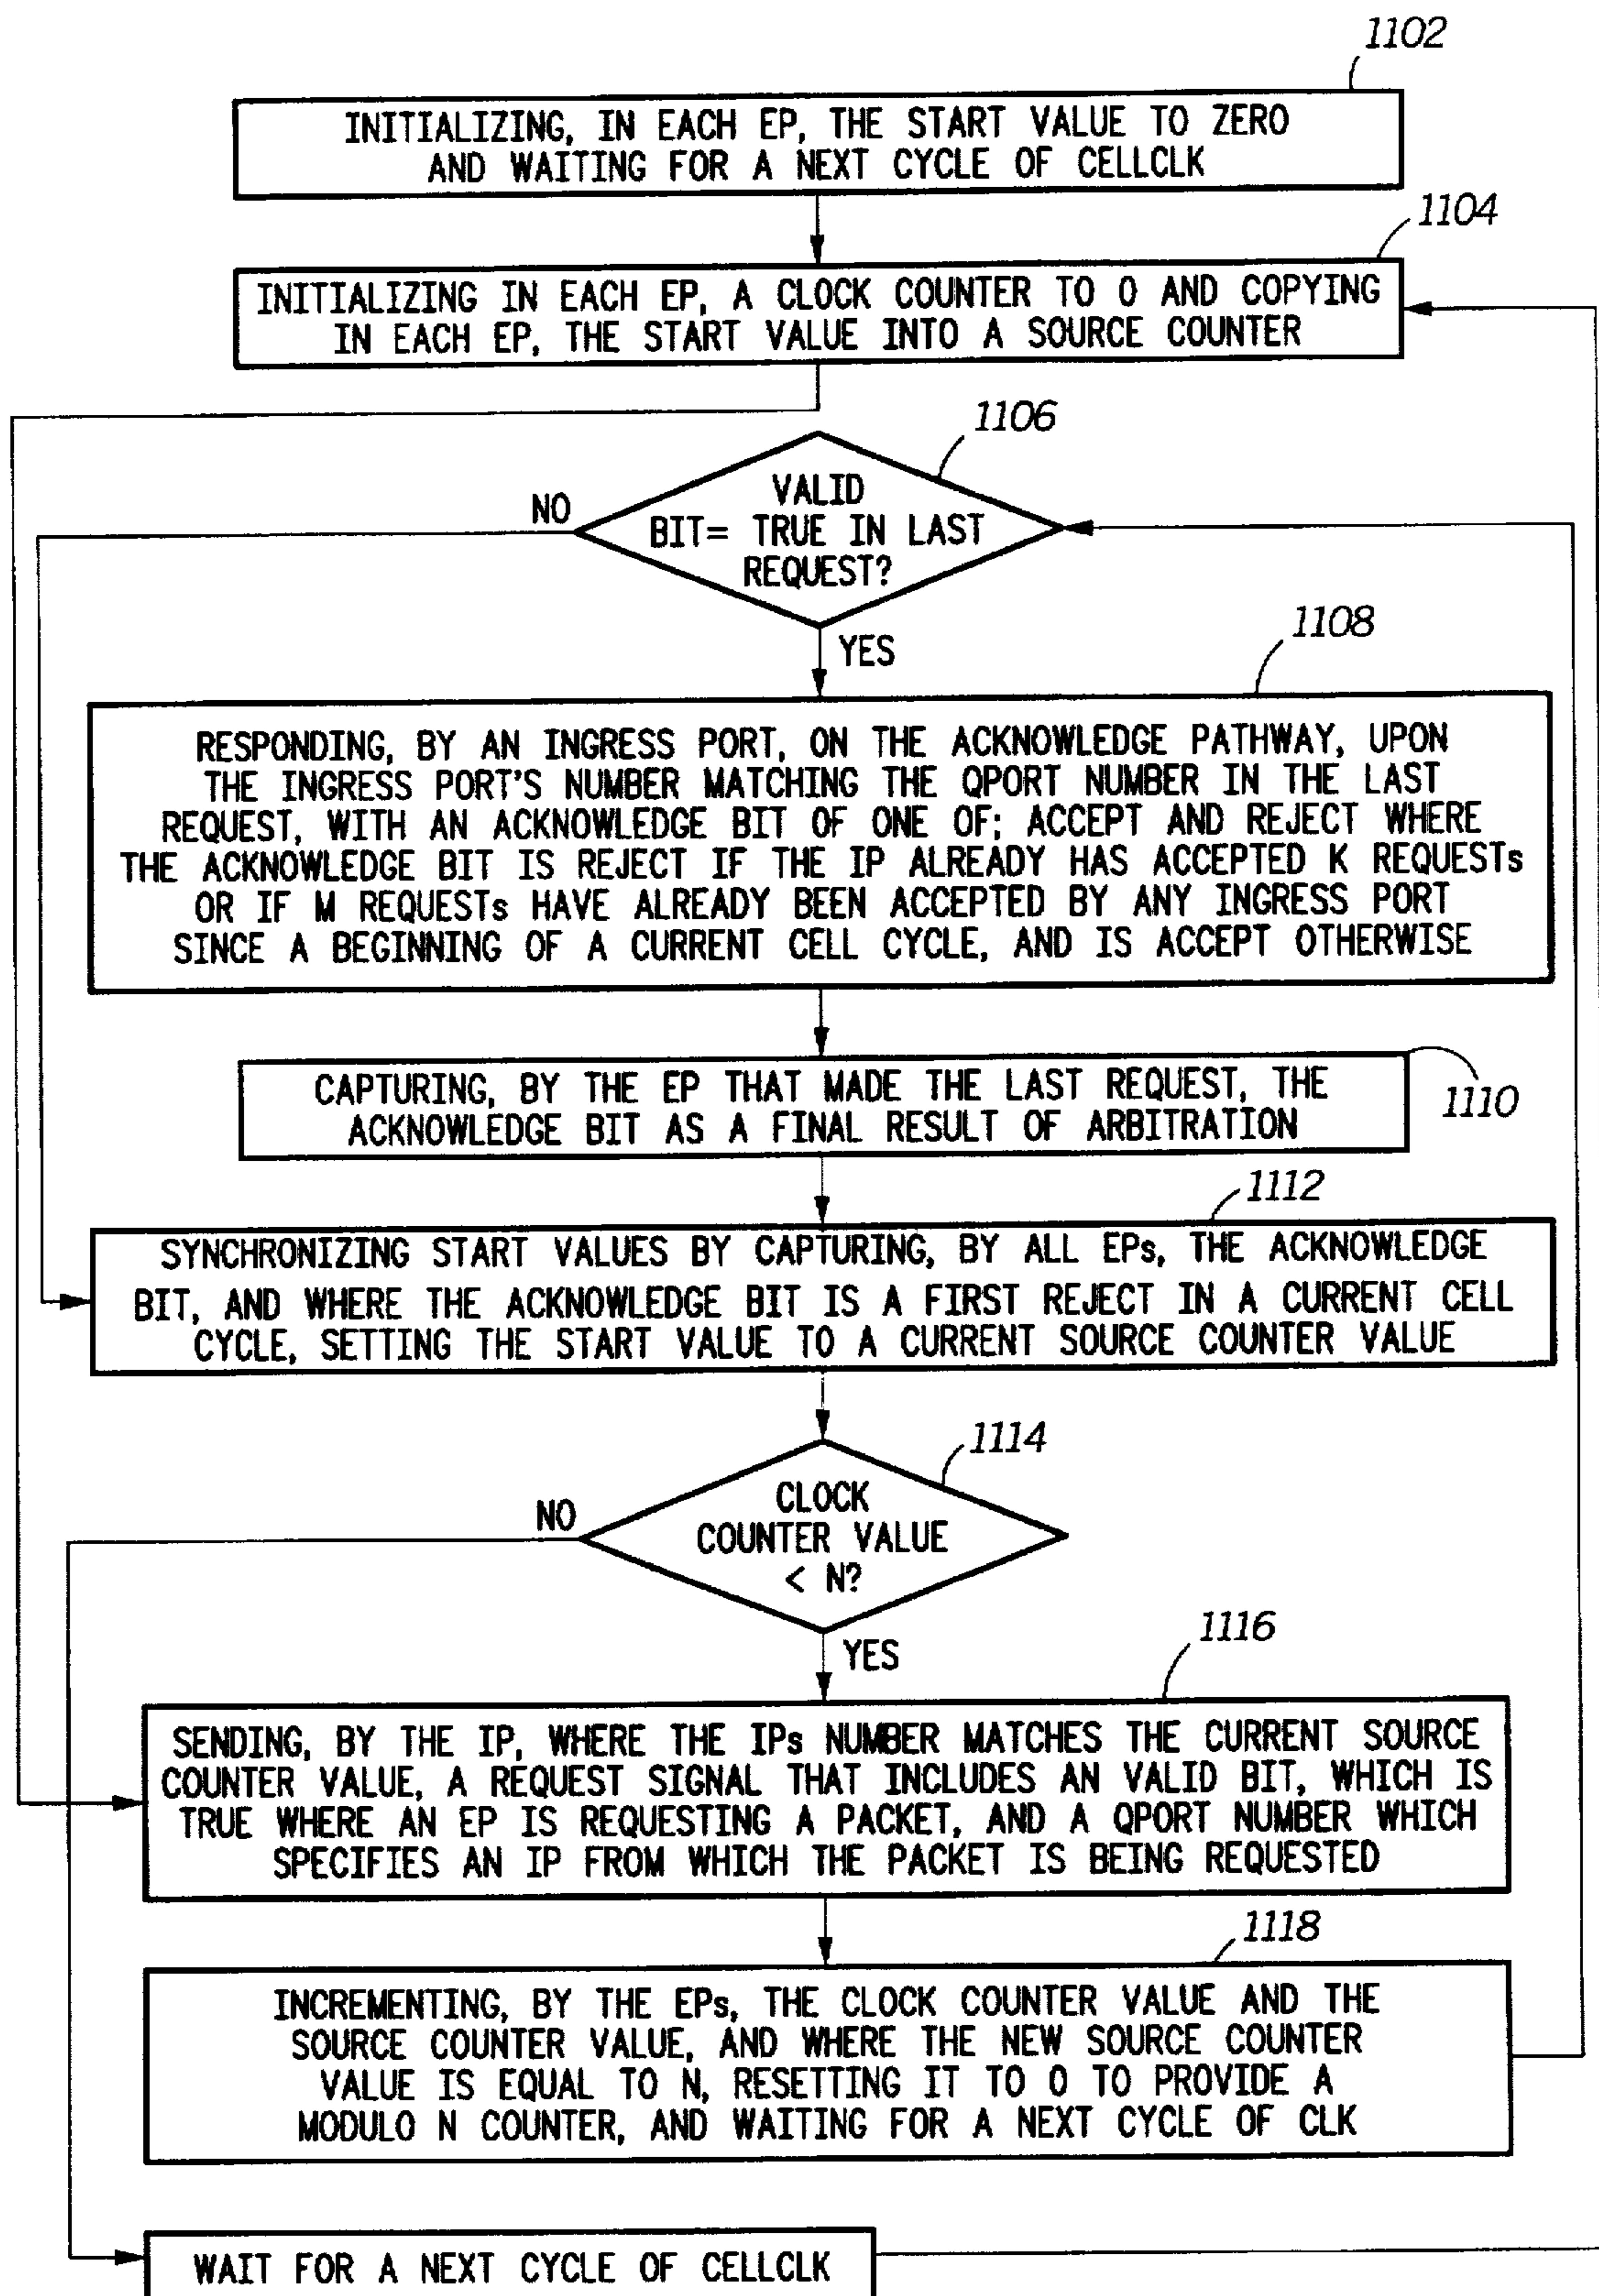 1102
INITIALIZING, IN EACH EP, THE START VALUE TO ZERO
AND WAITING FOR A NEXT CYCLE OF CELLCLK
1104
INITIALIZING IN EACH EP, A CLOCK COUNTER TO 0 AND COPYING
IN EACH EP, THE START VALUE INTO A SOURCE COUNTER
1106
VALID
BIT= TRUE IN LAST
REQUEST?
NO
YES
1108
RESPONDING, BY AN INGRESS PORT, ON THE ACKNOWLEDGE PATHWAY, UPON
THE INGRESS PORT'S NUMBER MATCHING THE QPORT NUMBER IN THE LAST
REQUEST, WITH AN ACKNOWLEDGE BIT OF ONE OF; ACCEPT AND REJECT WHERE
THE ACKNOWLEDGE BIT IS REJECT IF THE IP ALREADY HAS ACCEPTED K REQUESTs
OR IF M REQUESTs HAVE ALREADY BEEN ACCEPTED BY ANY INGRESS PORT
SINCE A BEGINNING OF A CURRENT CELL CYCLE, AND IS ACCEPT OTHERWISE
CAPTURING, BY THE EP THAT MADE THE LAST REQUEST, THE
ACKNOWLEDGE BIT AS A FINAL RESULT OF ARBITRATION
1110
1112
SYNCHRONIZING START VALUES BY CAPTURING, BY ALL EPs, THE ACKNOWLEDGE
BIT, AND WHERE THE ACKNOWLEDGE BIT IS A FIRST REJECT IN A CURRENT CELL
CYCLE, SETTING THE START VALUE TO A CURRENT SOURCE COUNTER VALUE
1114
CLOCK
COUNTER VALUE
< N?
NO
YES
1116
SENDING, BY THE IP, WHERE THE IPs NUMBER MATCHES THE CURRENT SOURCE
COUNTER VALUE, A REQUEST SIGNAL THAT INCLUDES AN VALID BIT, WHICH IS
TRUE WHERE AN EP IS REQUESTING A PACKET, AND A QPORT NUMBER WHICH
SPECIFIES AN IP FROM WHICH THE PACKET IS BEING REQUESTED
1118
INCREMENTING, BY THE EPs, THE CLOCK COUNTER VALUE AND THE
SOURCE COUNTER VALUE, AND WHERE THE NEW SOURCE COUNTER
VALUE IS EQUAL TO N, RESETTING IT TO 0 TO PROVIDE A
MODULO N COUNTER, AND WAITING FOR A NEXT CYCLE OF CLK
WAIT FOR A NEXT CYCLE OF CELLCLK